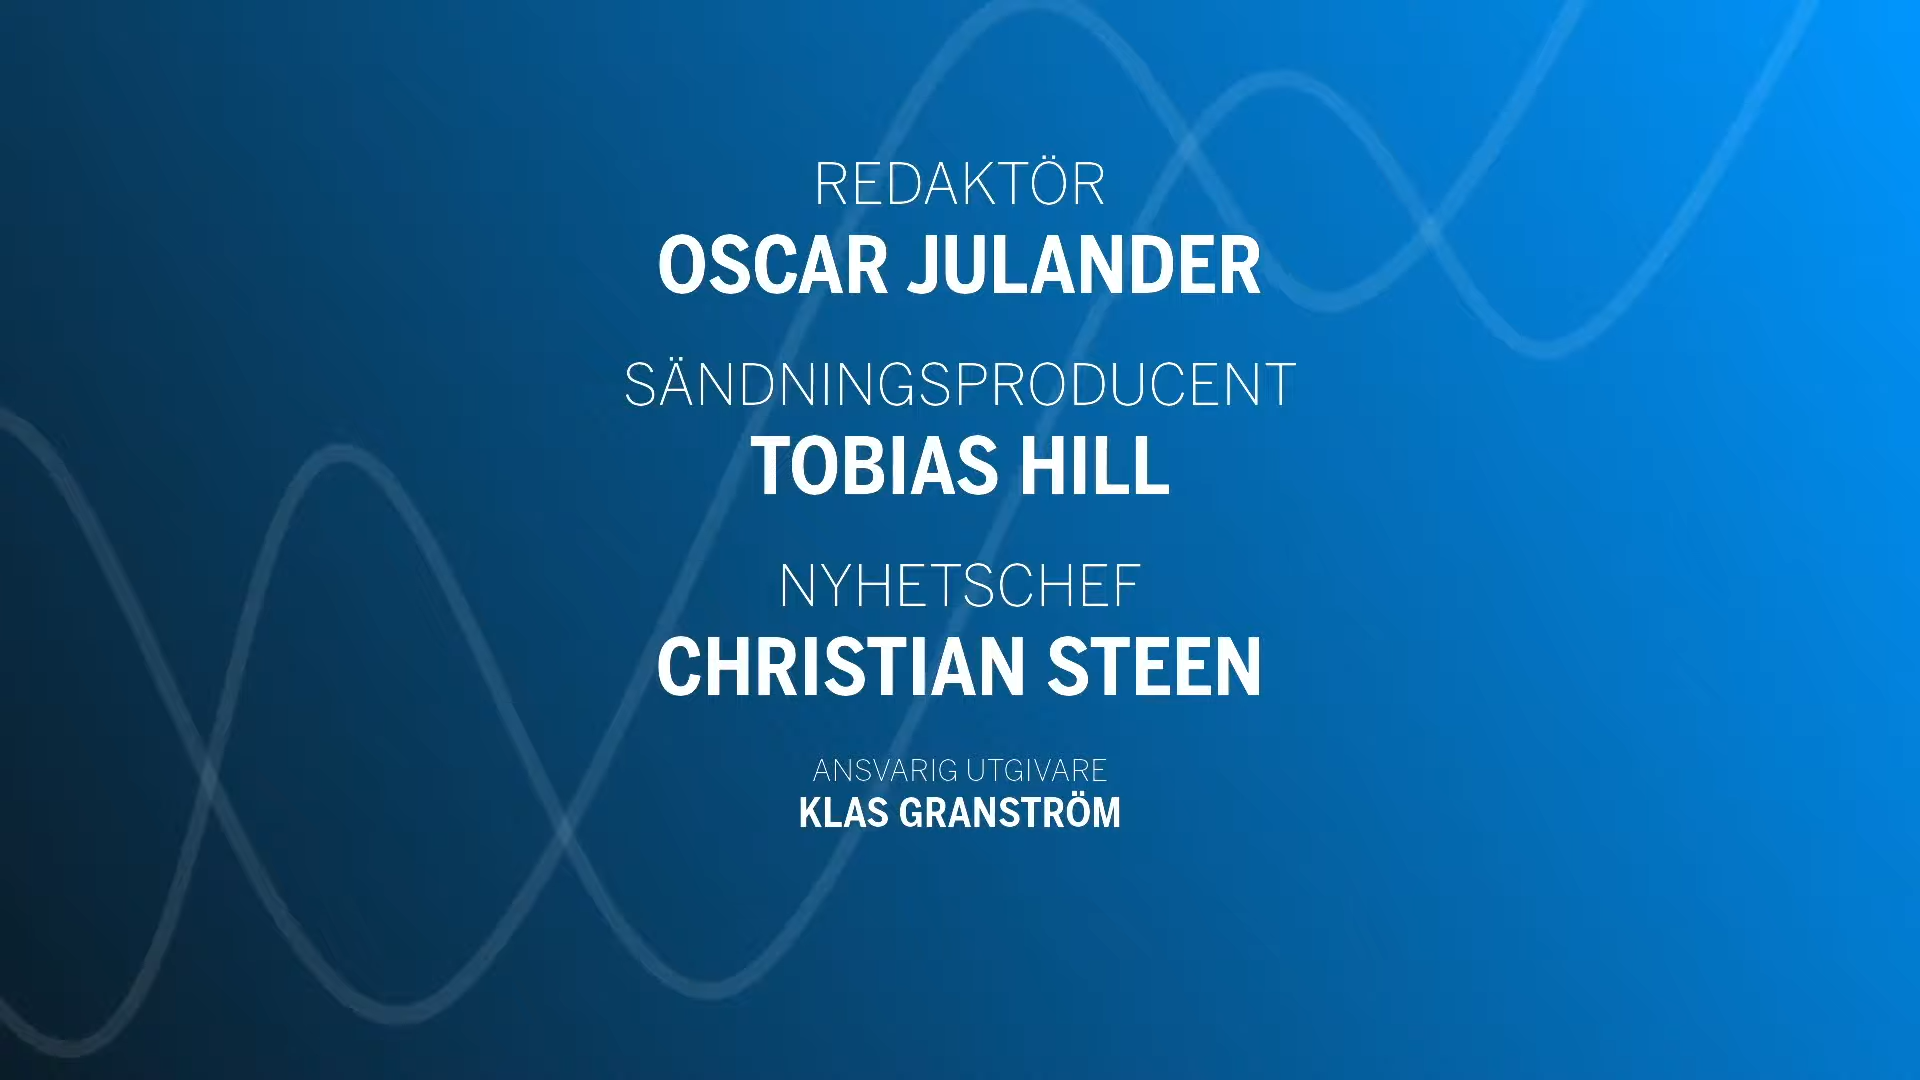 REDAKTÖR
OSCAR JULANDER
SÄNDNINGSPRODUCENT
TOBIAS HILL
NYHETSCHEF
CHRISTIAN STEEN
ANSVARIG UTGIVARE
KLAS GRANSTRÖM